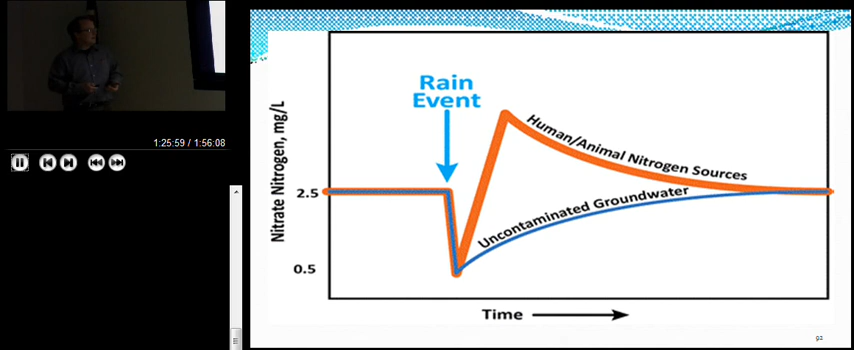 1:25:59 / 1:56:08
Rain
Event
Nitrate Nitrogen, mg/L
Human/Animal Nitrogen Sources
2.5
Uncontaminated Groundwater
0.5
Time
92